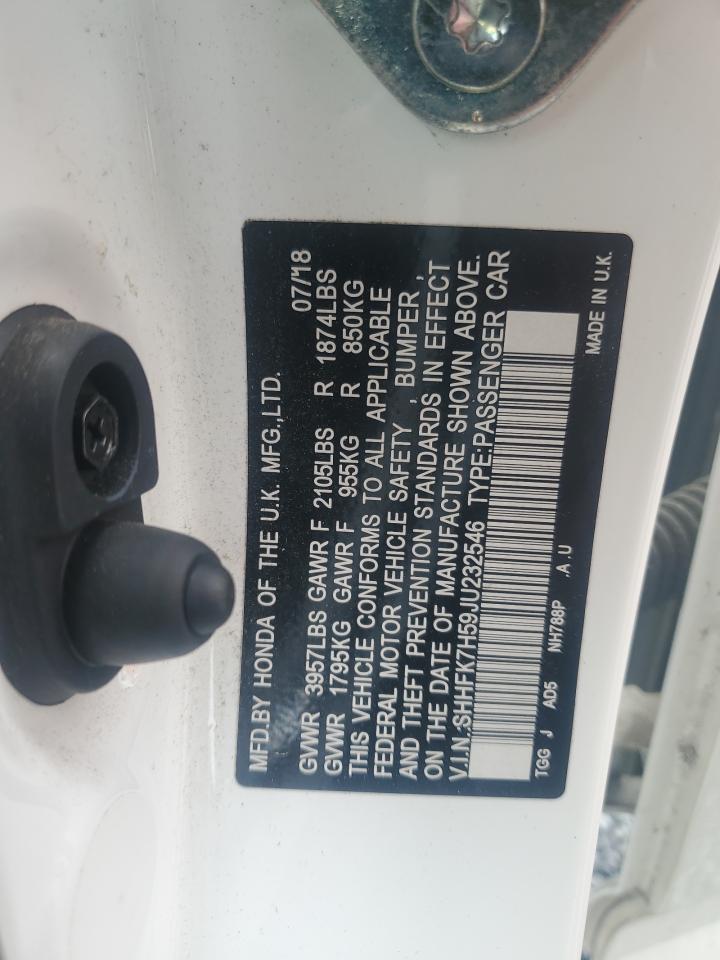 MFD.BY HONDA OF THE U.K. MFG.,LTD. 07/18
GVWR 3957LBS GAWR F 2105LBS R 1874LBS
GVWR 1795KG GAWR F 955KG R 850KG
THIS VEHICLE CONFORMS TO ALL APPLICABLE
FEDERAL MOTOR VEHICLE SAFETY , BUMPER ,
AND THEFT PREVENTION STANDARDS IN EFFECT
ON THE DATE OF MANUFACTURE SHOWN ABOVE.
V.I.N.:SHHFK7H59JU232546 TYPE:PASSENGER CAR
TGG J AD5 NH788P .A .U MADE IN U.K.